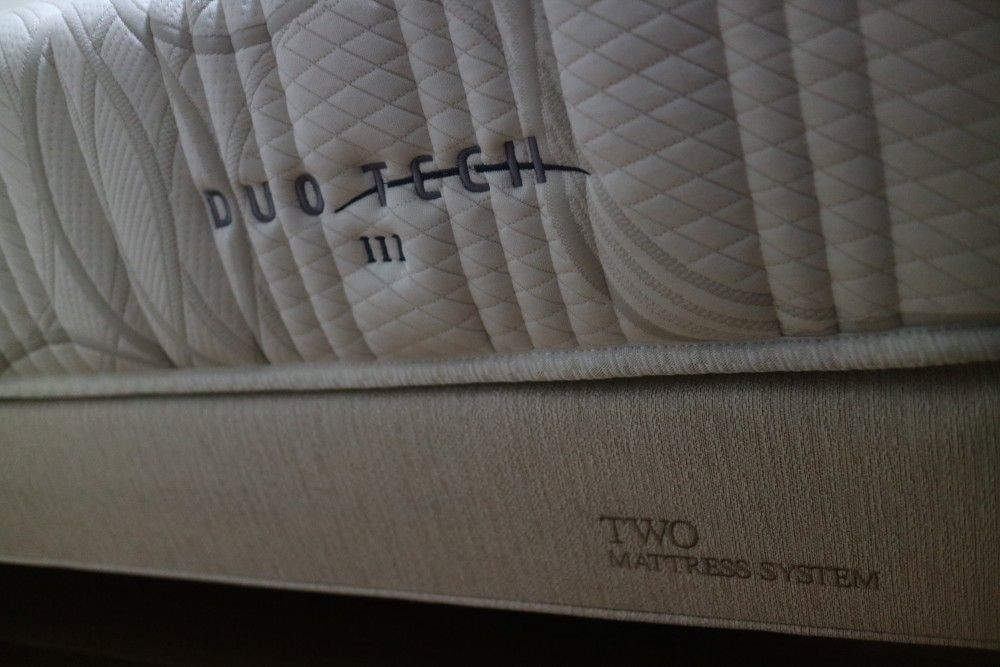 DUO TECH
III
TWO
MATTRESS SYSTEM